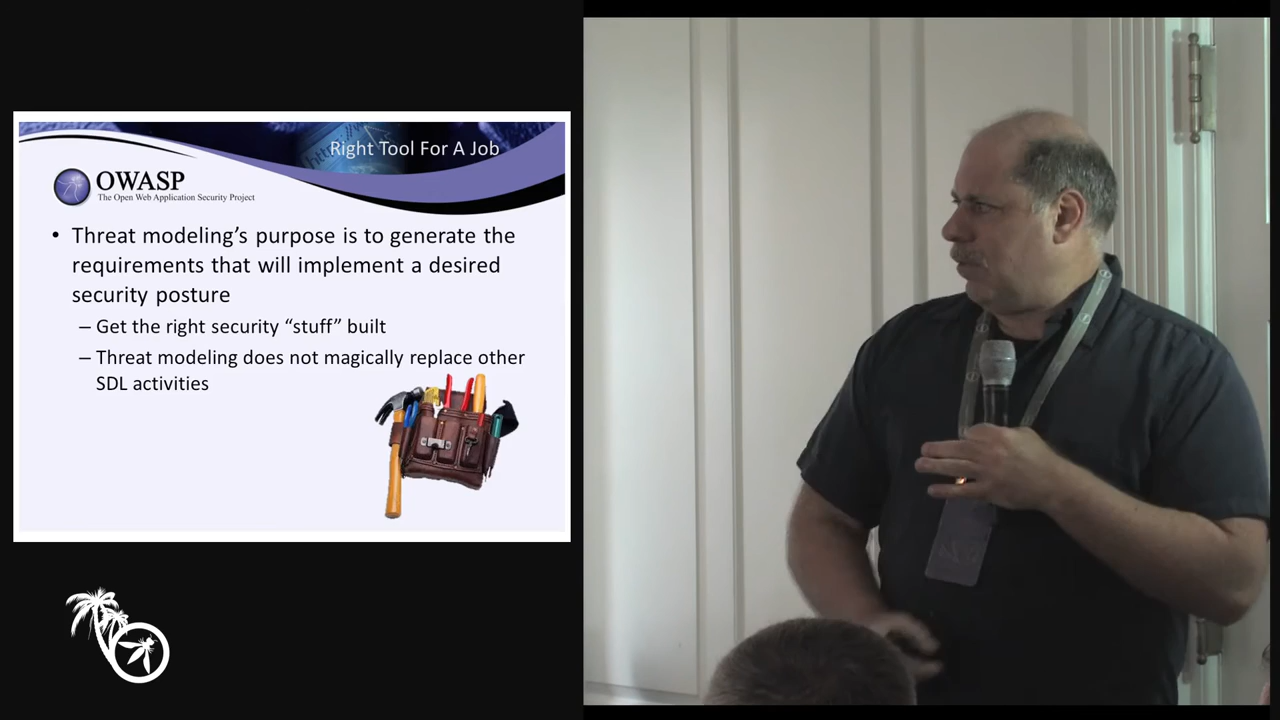 Right Tool For A Job
OWASP
The Open Web Application Security Project
• Threat modeling’s purpose is to generate the
requirements that will implement a desired
security posture
– Get the right security “stuff” built
– Threat modeling does not magically replace other
SDL activities